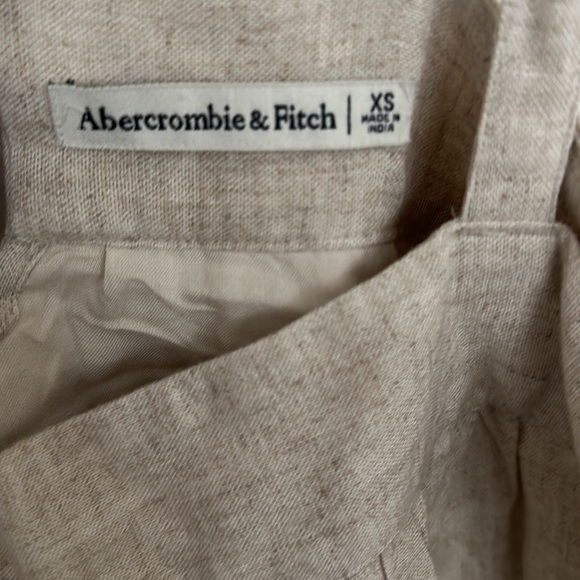 Abercrombie & Fitch | XS
MADE IN
INDIA